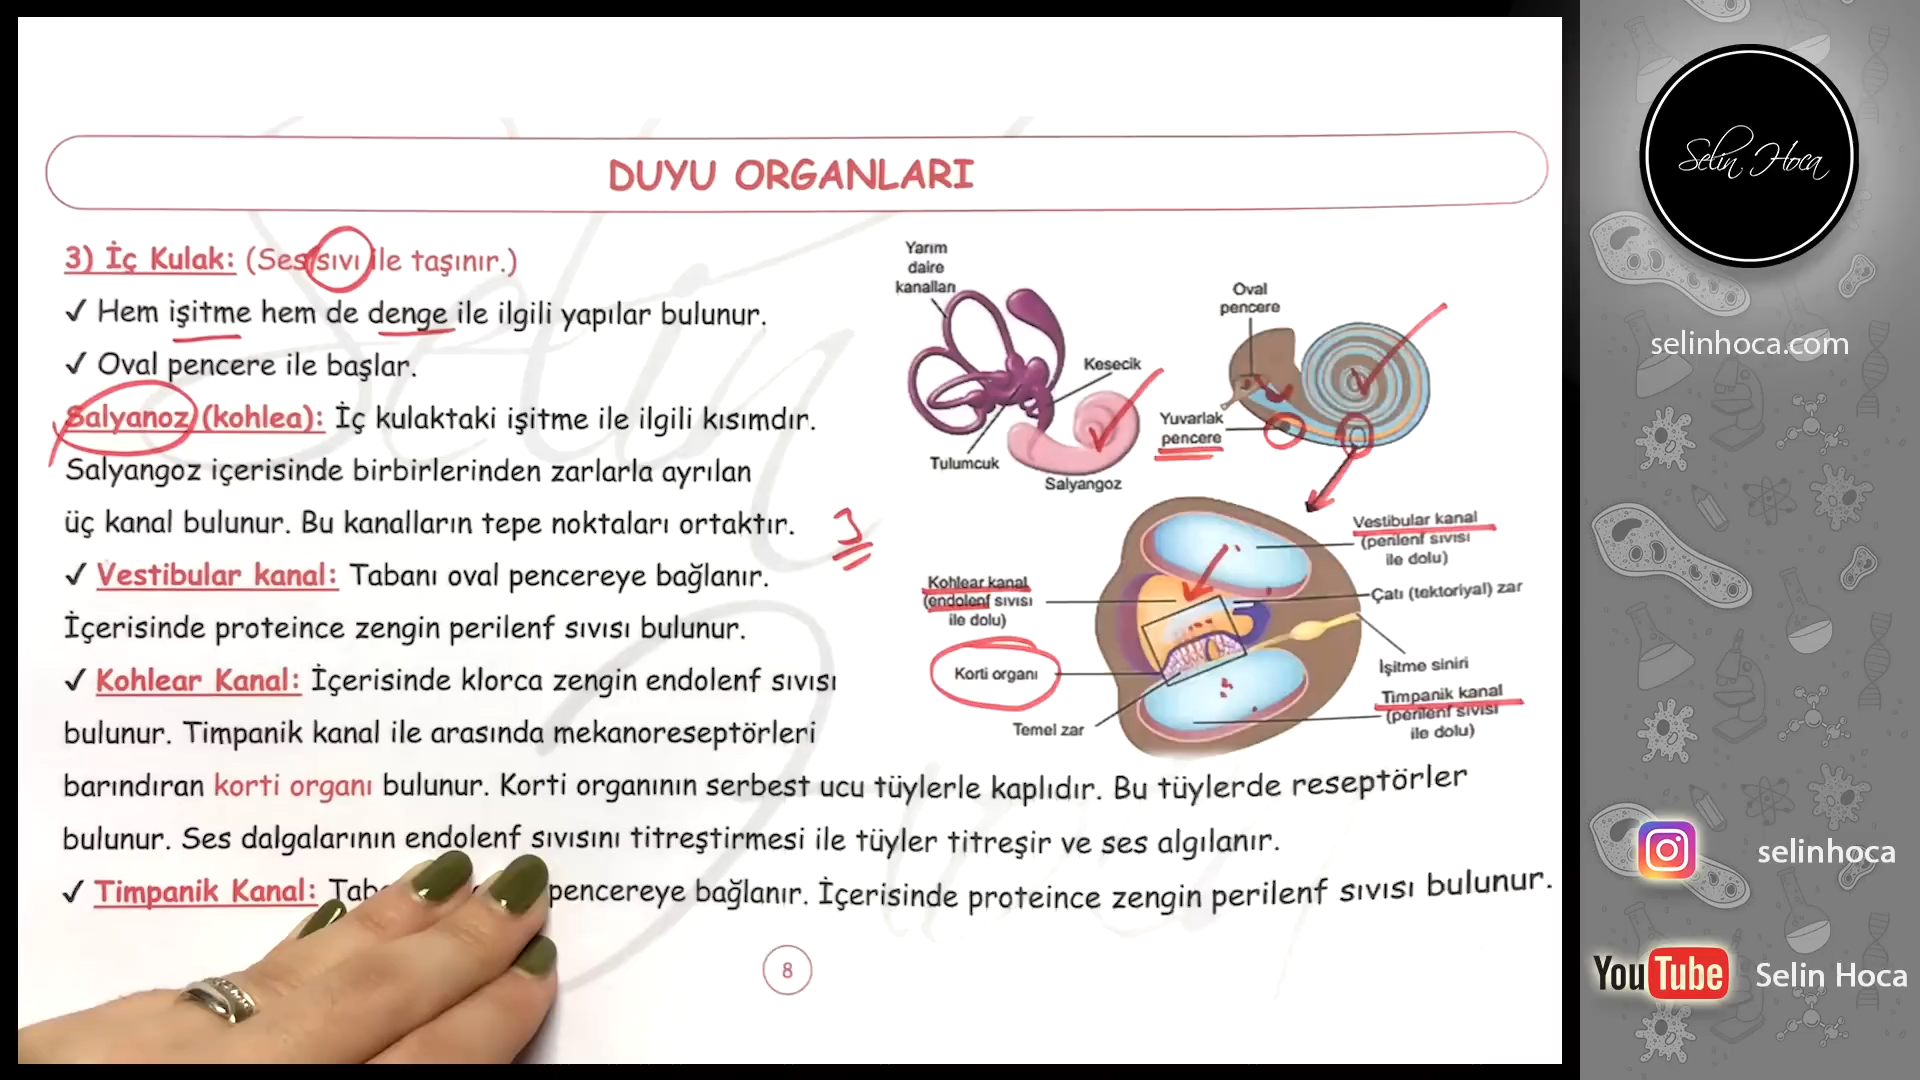 DUYU ORGANLARI
3) İç Kulak: (Ses sıvı ile taşınır.)
✓ Hem işitme hem de denge ile ilgili yapılar bulunur.
✓ Oval pencere ile başlar.
Salyanoz (kohlea): İç kulaktaki işitme ile ilgili kısımdır.
Salyangoz içerisinde birbirlerinden zarlarla ayrılan
üç kanal bulunur. Bu kanalların tepe noktaları ortaktır.
3
✓ Vestibular kanal: Tabanı oval pencereye bağlanır.
İçerisinde proteince zengin perilenf sıvısı bulunur.
✓ Kohlear Kanal: İçerisinde klorca zengin endolenf sıvısı
bulunur. Timpanik kanal ile arasında mekanoreseptörleri
barındıran korti organı bulunur. Korti organının serbest ucu tüylerle kaplıdır. Bu tüylerde reseptörler
bulunur. Ses dalgalarının endolenf sıvısını titreştirmesi ile tüyler titreşir ve ses algılanır.
✓ Timpanik Kanal: pencereye bağlanır. İçerisinde proteince zengin perilenf sıvısı bulunur.
8
Yarım
daire
kanalları
Kesecik
Tulumcuk
Salyangoz
Oval
pencere
Yuvarlak
pencere
Vestibular kanal
(perilenf sıvısı
ile dolu)
Kohlear kanal
(endolenf sıvısı
ile dolu)
Çatı (tektoriyal) zar
Korti organı
İşitme siniri
Timpanik kanal
(perilenf sıvısı
ile dolu)
Temel zar
Selin Hoca
selinhoca.com
selinhoca
YouTube Selin Hoca